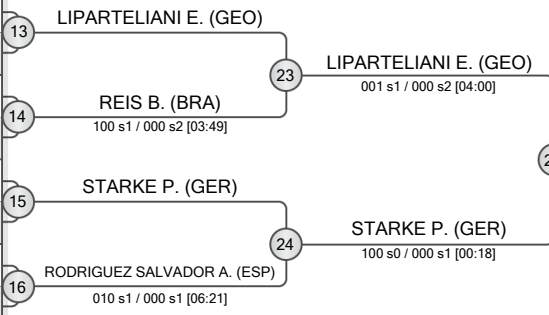 LIPARTELIANI E. (GEO)
13
23
LIPARTELIANI E. (GEO)
001 s1 / 000 s2 [04:00]
REIS B. (BRA)
14
100 s1 / 000 s2 [03:49]
STARKE P. (GER)
15
24
STARKE P. (GER)
100 s0 / 000 s1 [00:18]
RODRIGUEZ SALVADOR A. (ESP)
16
010 s1 / 000 s1 [06:21]